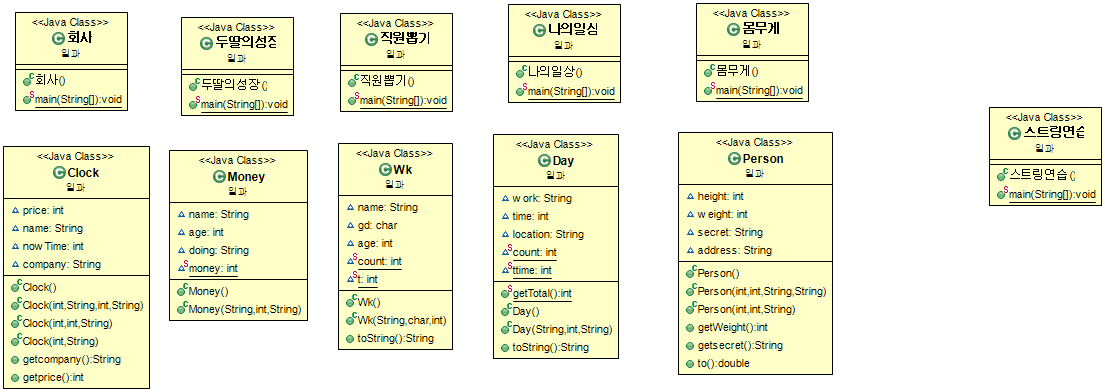 <<Java Class>>
회사
일과
회사()
main(String[]):void
<<Java Class>>
두딸의성장
일과
두딸의성장()
main(String[]):void
<<Java Class>>
직원뽑기
일과
직원뽑기()
main(String[]):void
<<Java Class>>
나의일상
일과
나의일상()
main(String[]):void
<<Java Class>>
몸무게
일과
몸무게()
main(String[]):void
<<Java Class>>
스트링연습
일과
스트링연습()
main(String[]):void
<<Java Class>>
Clock
일과
price: int
name: String
nowTime: int
company: String
Clock()
Clock(int,String,int,String)
Clock(int,int,String)
Clock(int,String)
getcompany():String
getprice():int
<<Java Class>>
Money
일과
name: String
age: int
doing: String
money: int
Money()
Money(String,int,String)
<<Java Class>>
Wk
일과
name: String
gd: char
age: int
count: int
t: int
Wk()
Wk(String,char,int)
toString():String
<<Java Class>>
Day
일과
work: String
time: int
location: String
count: int
ttime: int
getTotal():int
Day()
Day(String,int,String)
toString():String
<<Java Class>>
Person
일과
height: int
weight: int
secret: String
address: String
Person()
Person(int,int,String,String)
Person(int,int,String)
getWeight():int
getsecret():String
to():double